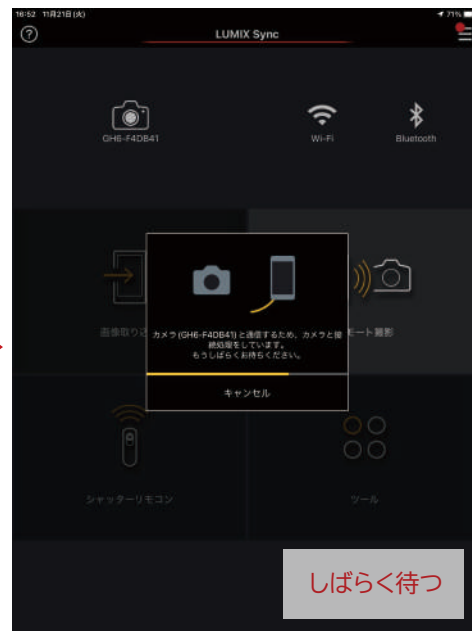 16:52 11月21日(火)
71%
?
LUMIX Sync
GH6-F4DB41
Wi-Fi
Bluetooth
画像取り込
モート撮影
カメラ(GH6-F4DB41)と通信するため、カメラと接
続処理をしています。
もうしばらくお待ちください。
キャンセル
シャッターリモコン
ツール
しばらく待つ